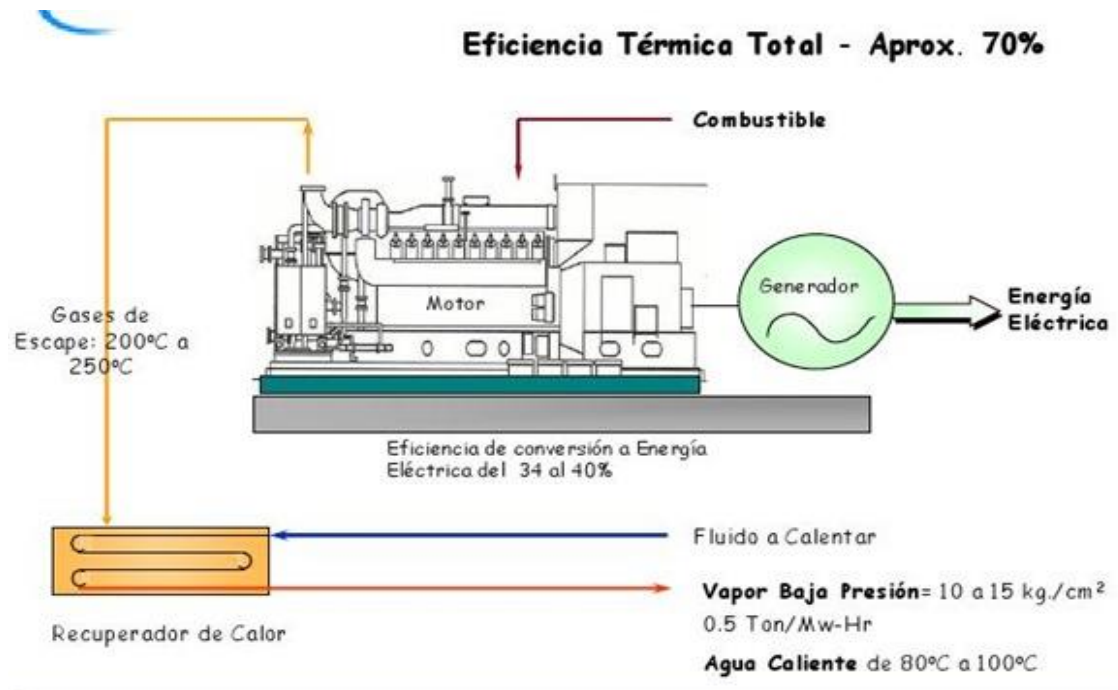 Eficiencia Térmica Total - Aprox. 70%
Combustible
Motor
Generador
Energía
Eléctrica
Gases de
Escape: 200ºC a
250ºC
Eficiencia de conversión a Energía
Eléctrica del 34 al 40%
Fluido a Calentar
Vapor Baja Presión= 10 a 15 kg./cm²
0.5 Ton/Mw-Hr
Recuperador de Calor
Agua Caliente de 80ºC a 100ºC